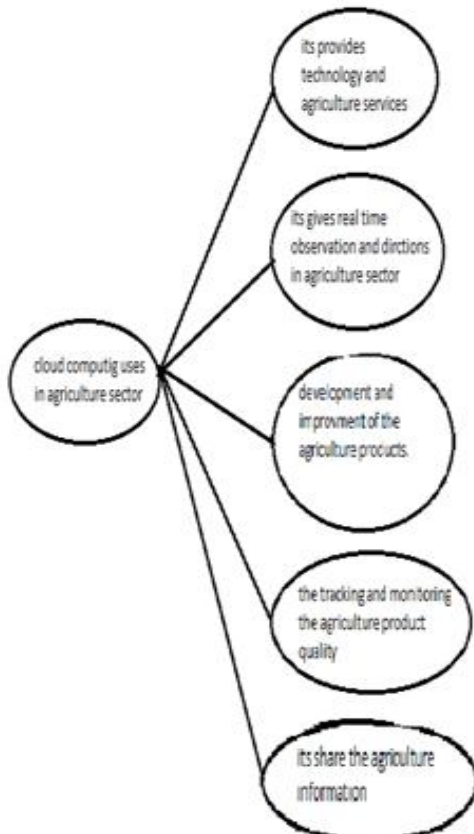 its provides
technology and
agriculture services
its gives real time
observation and dirctions
in agriculture sector
cloud computig uses
in agriculture sector
development and
improvment of the
agriculture products.
the tracking and monitoring
the agriculture product
quality
its share the agriculture
information